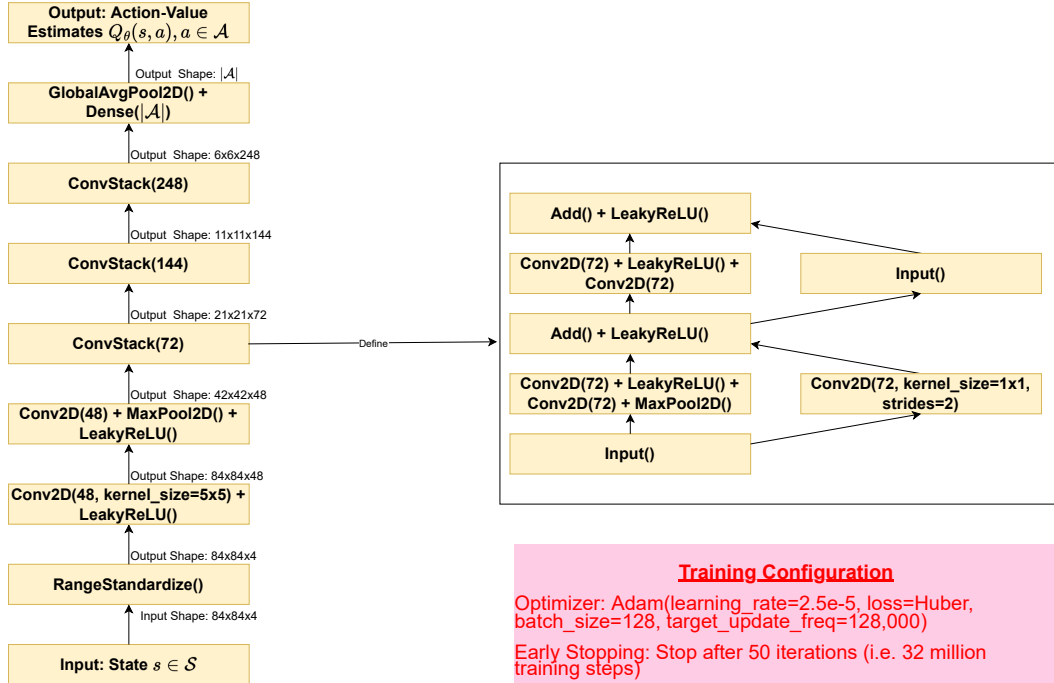 Output: Action-Value
Estimates Q_θ(s, a), a ∈ 𝒜
Output Shape: |𝒜|
GlobalAvgPool2D() +
Dense(|𝒜|)
Output Shape: 6x6x248
ConvStack(248)
Output Shape: 11x11x144
ConvStack(144)
Output Shape: 21x21x72
ConvStack(72)
Output Shape: 42x42x48
Conv2D(48) + MaxPool2D() +
LeakyReLU()
Output Shape: 84x84x48
Conv2D(48, kernel_size=5x5) +
LeakyReLU()
Output Shape: 84x84x4
RangeStandardize()
Input Shape: 84x84x4
Input: State s ∈ 𝒮
Define
Add() + LeakyReLU()
Conv2D(72) + LeakyReLU() +
Conv2D(72)
Input()
Add() + LeakyReLU()
Conv2D(72) + LeakyReLU() +
Conv2D(72) + MaxPool2D()
Conv2D(72, kernel_size=1x1,
strides=2)
Input()
Training Configuration
Optimizer: Adam(learning_rate=2.5e-5, loss=Huber,
batch_size=128, target_update_freq=128,000)
Early Stopping: Stop after 50 iterations (i.e. 32 million
training steps)